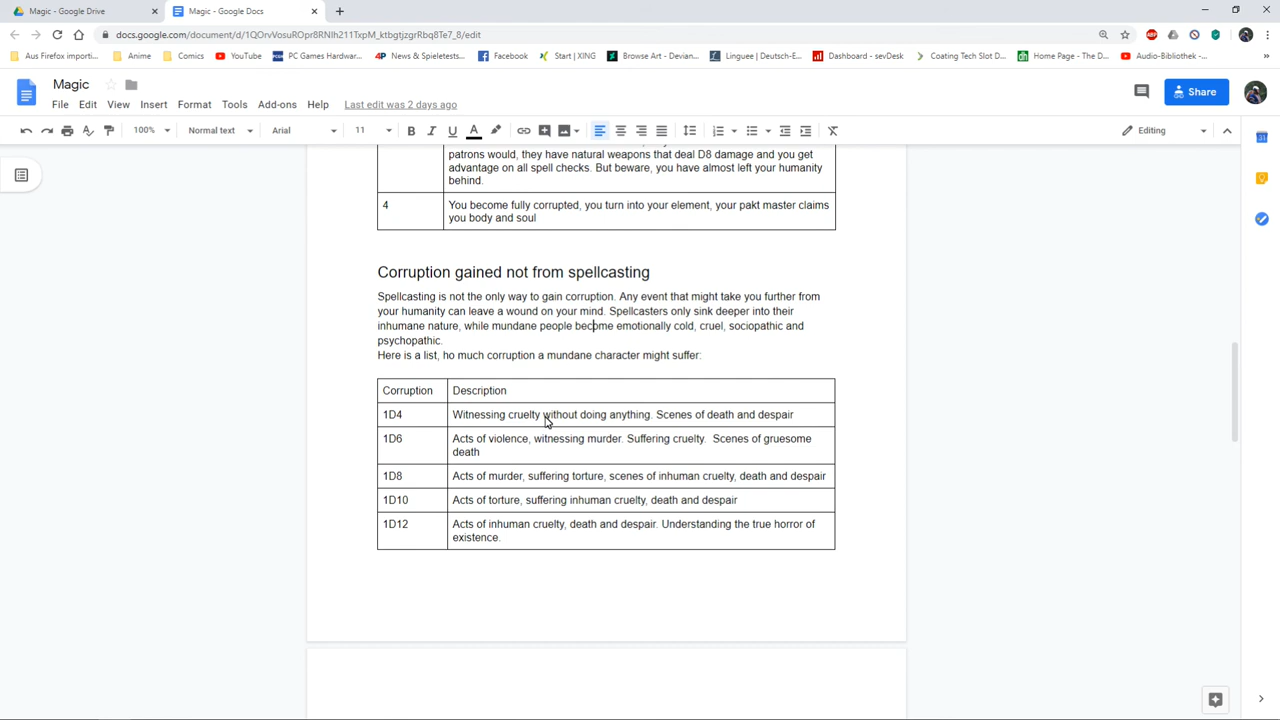 Magic - Google Drive
Magic - Google Docs
docs.google.com/document/d/1QOrvVosuROpr8RNIh211TxpM_ktbgtjzgrRbq8Te7_8/edit
Aus Firefox importi...
Anime
Comics
YouTube
PC Games Hardwar...
4P News & Spieletests...
Facebook
Start | XING
Browse Art - Devian...
Linguee | Deutsch-E...
Dashboard - sevDesk
Coating Tech Slot D...
Home Page - The D...
Audio-Bibliothek -...
Magic
File Edit View Insert Format Tools Add-ons Help Last edit was 2 days ago
Share
100% Normal text Arial 11 Editing
patrons would, they have natural weapons that deal D8 damage and you get
advantage on all spell checks. But beware, you have almost left your humanity
behind.
4 You become fully corrupted, you turn into your element, your pakt master claims
you body and soul
Corruption gained not from spellcasting
Spellcasting is not the only way to gain corruption. Any event that might take you further from
your humanity can leave a wound on your mind. Spellcasters only sink deeper into their
inhumane nature, while mundane people become emotionally cold, cruel, sociopathic and
psychopathic.
Here is a list, ho much corruption a mundane character might suffer:
Corruption Description
1D4 Witnessing cruelty without doing anything. Scenes of death and despair
1D6 Acts of violence, witnessing murder. Suffering cruelty.  Scenes of gruesome
death
1D8 Acts of murder, suffering torture, scenes of inhuman cruelty, death and despair
1D10 Acts of torture, suffering inhuman cruelty, death and despair
1D12 Acts of inhuman cruelty, death and despair. Understanding the true horror of
existence.